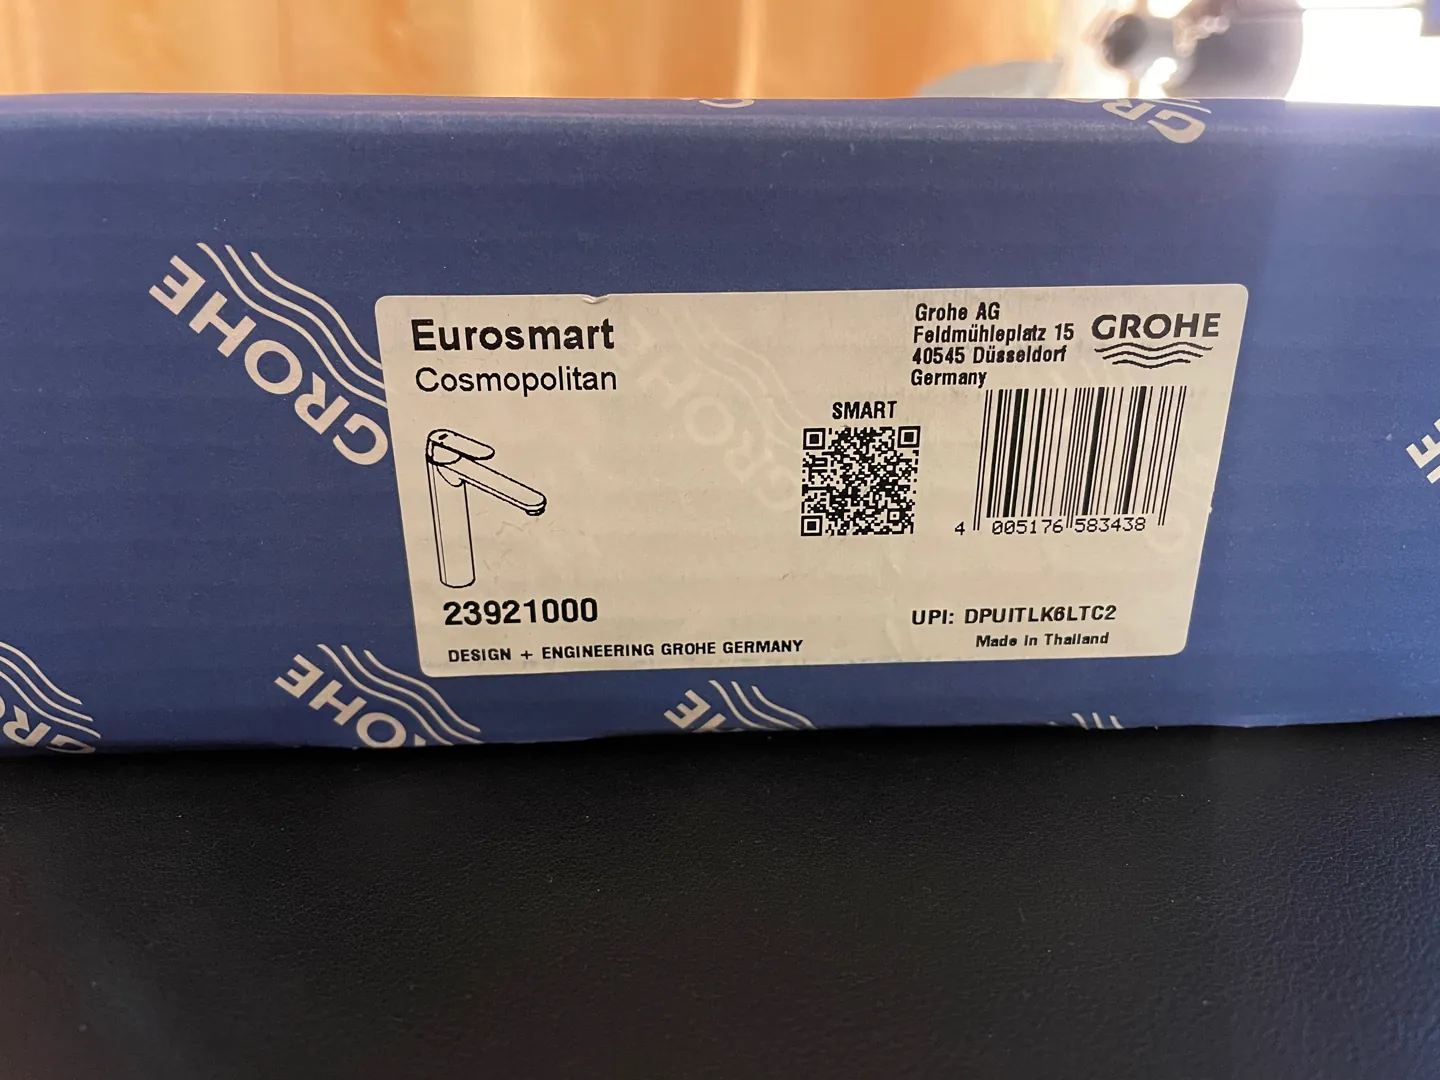 GROHE
Eurosmart
Cosmopolitan
Grohe AG
Feldmühleplatz 15
40545 Düsseldorf
Germany
GROHE
SMART
4 005176 583438
23921000
UPI: DPUITLK6LTC2
Made in Thailand
DESIGN + ENGINEERING GROHE GERMANY
GROHE